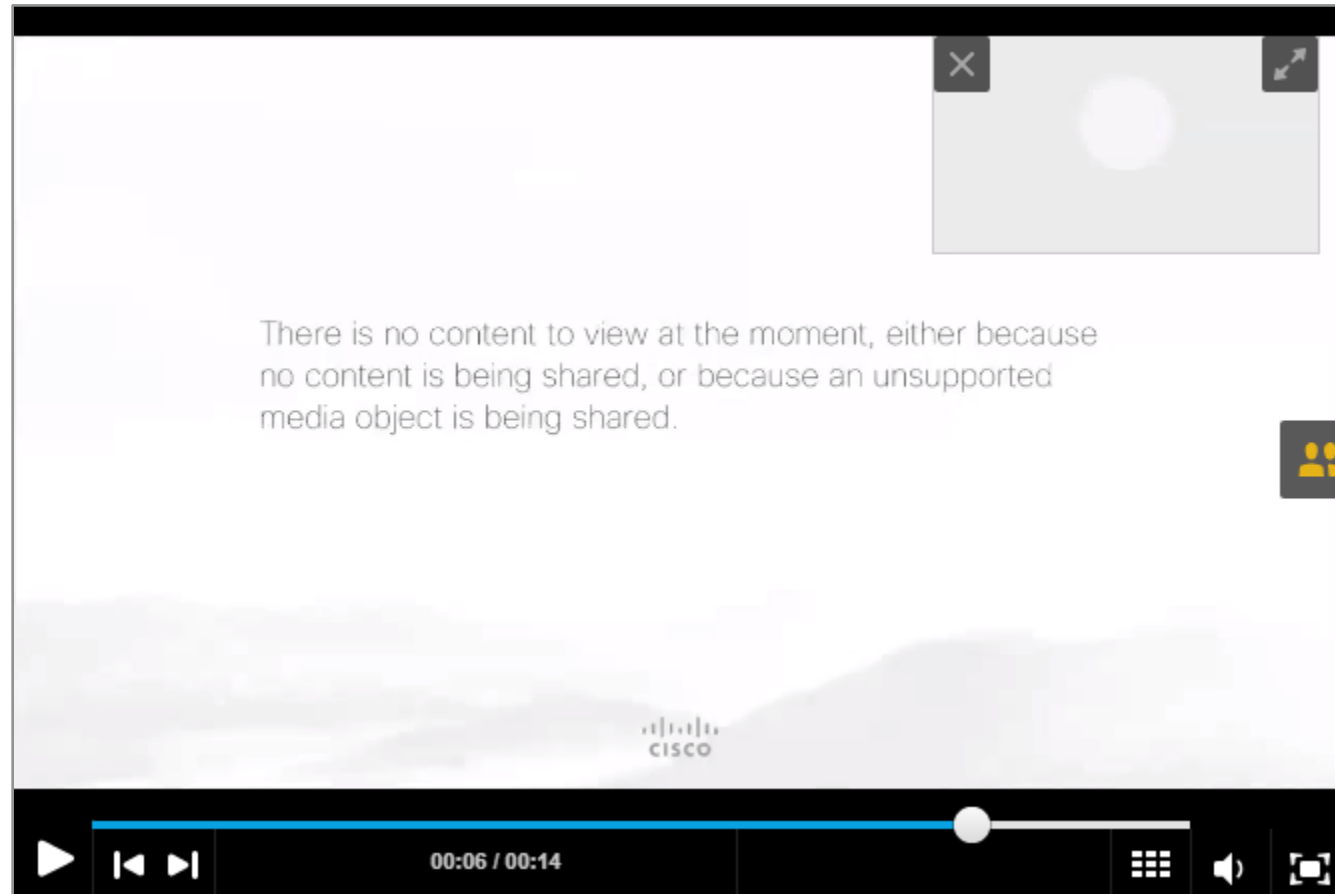 There is no content to view at the moment, either because
no content is being shared, or because an unsupported
media object is being shared.
CISCO
00:06 / 00:14